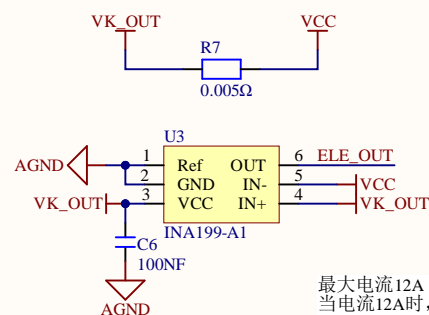 VK_OUT
VCC
R7
0.005Ω
U3
1 Ref OUT 6 ELE_OUT
AGND
2 GND IN- 5 VCC
VK_OUT 3 VCC IN+ 4 VK_OUT
INA199-A1
C6
100NF
AGND
最大电流12A
当电流12A时，